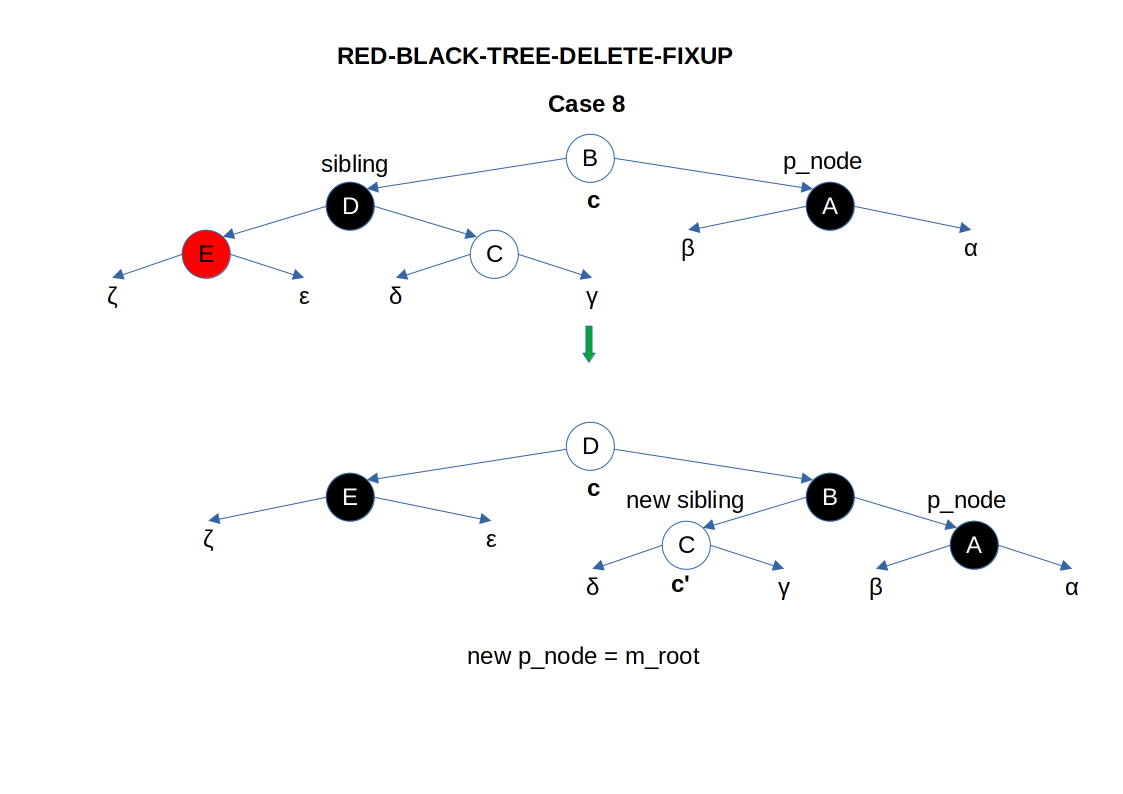 RED-BLACK-TREE-DELETE-FIXUP
Case 8
B
sibling
p_node
c
D
A
E
C
β
α
ζ
ε
δ
γ
D
c
new sibling
p_node
E
B
C
A
ζ
ε
c'
δ
γ
β
α
new p_node = m_root